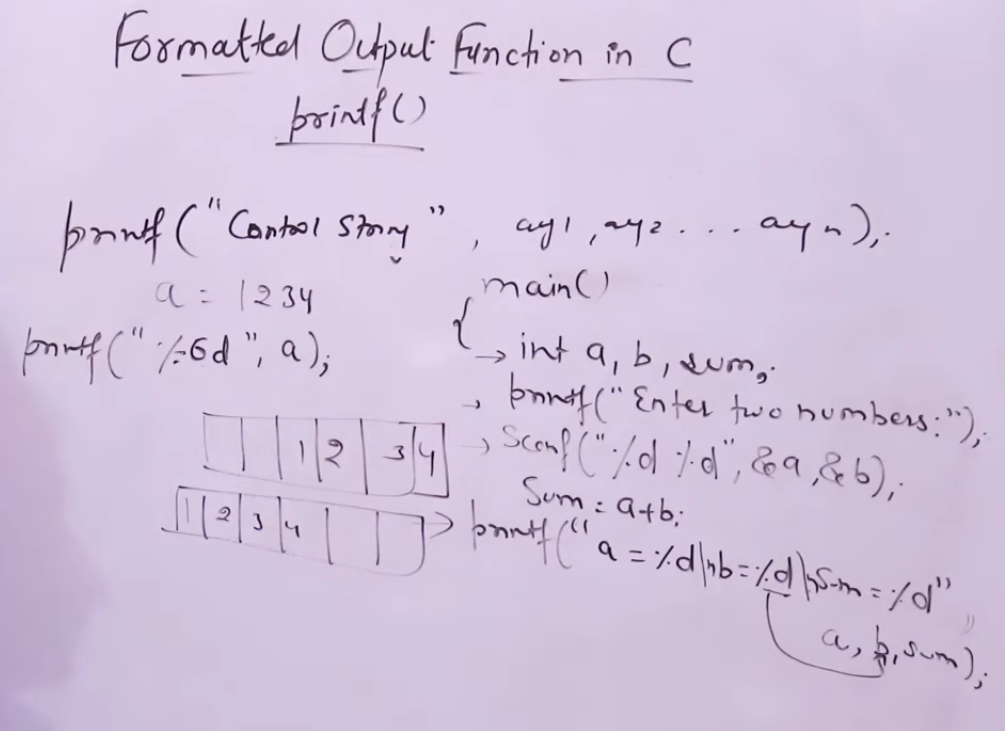 Formatted Output Function in C
printf()
printf("Control String", arg1, arg2 ... arg n);
a = 1234
printf("%-6d", a);
1 2 3 4
1 2 3 4
main()
{
→ int a, b, sum;
→ printf("Enter two numbers:");
→ Scanf("%d %d", &a, &b);
Sum = a+b;
→ printf("a = %d\nb=%d\nSum = %d",
a, b, sum);